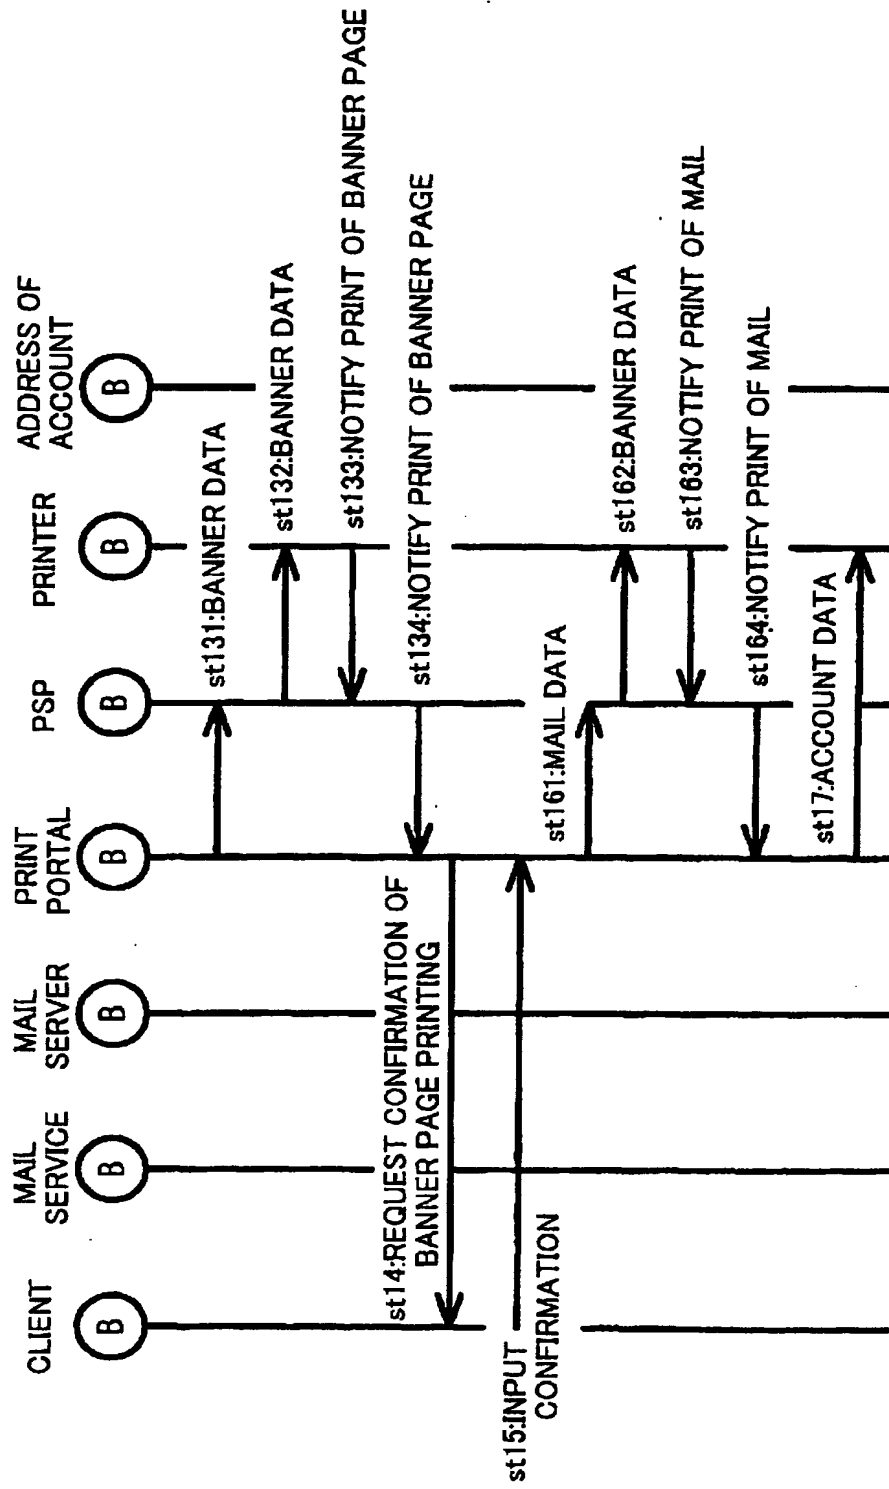 CLIENT
MAIL
SERVICE
MAIL
SERVER
PRINT
PORTAL
PSP
PRINTER
ADDRESS OF
ACCOUNT
B
B
B
B
B
B
B
st131:BANNER DATA
st132:BANNER DATA
st133:NOTIFY PRINT OF BANNER PAGE
st134:NOTIFY PRINT OF BANNER PAGE
st14:REQUEST CONFIRMATION OF
BANNER PAGE PRINTING
st15:INPUT
CONFIRMATION
st161:MAIL DATA
st162:BANNER DATA
st163:NOTIFY PRINT OF MAIL
st164:NOTIFY PRINT OF MAIL
st17:ACCOUNT DATA